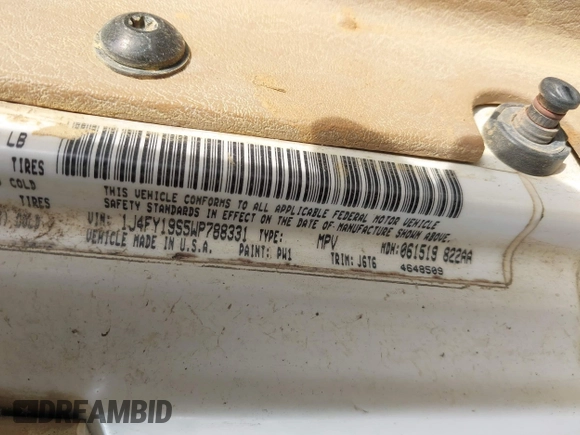 LB
TIRES
COLD
TIRES
THIS VEHICLE CONFORMS TO ALL APPLICABLE FEDERAL MOTOR VEHICLE
SAFETY STANDARDS IN EFFECT ON THE DATE OF MANUFACTURE SHOWN ABOVE.
VIN: 1J4FY19S5WP788331 TYPE: MPV MDH: 061519 822AA
VEHICLE MADE IN U.S.A. PAINT: PW1 TRIM: J6T6 4648509
DREAMBID